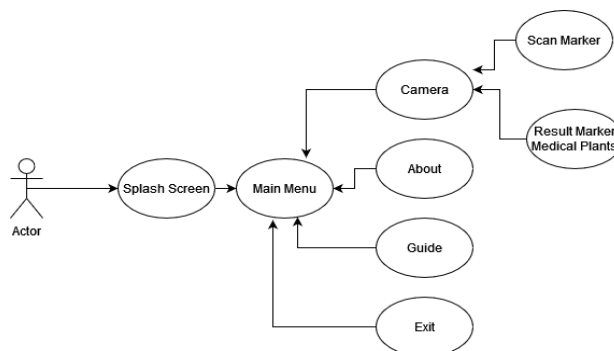 Scan Marker
Camera
Result Marker
Medical Plants
About
Splash Screen
Main Menu
Actor
Guide
Exit